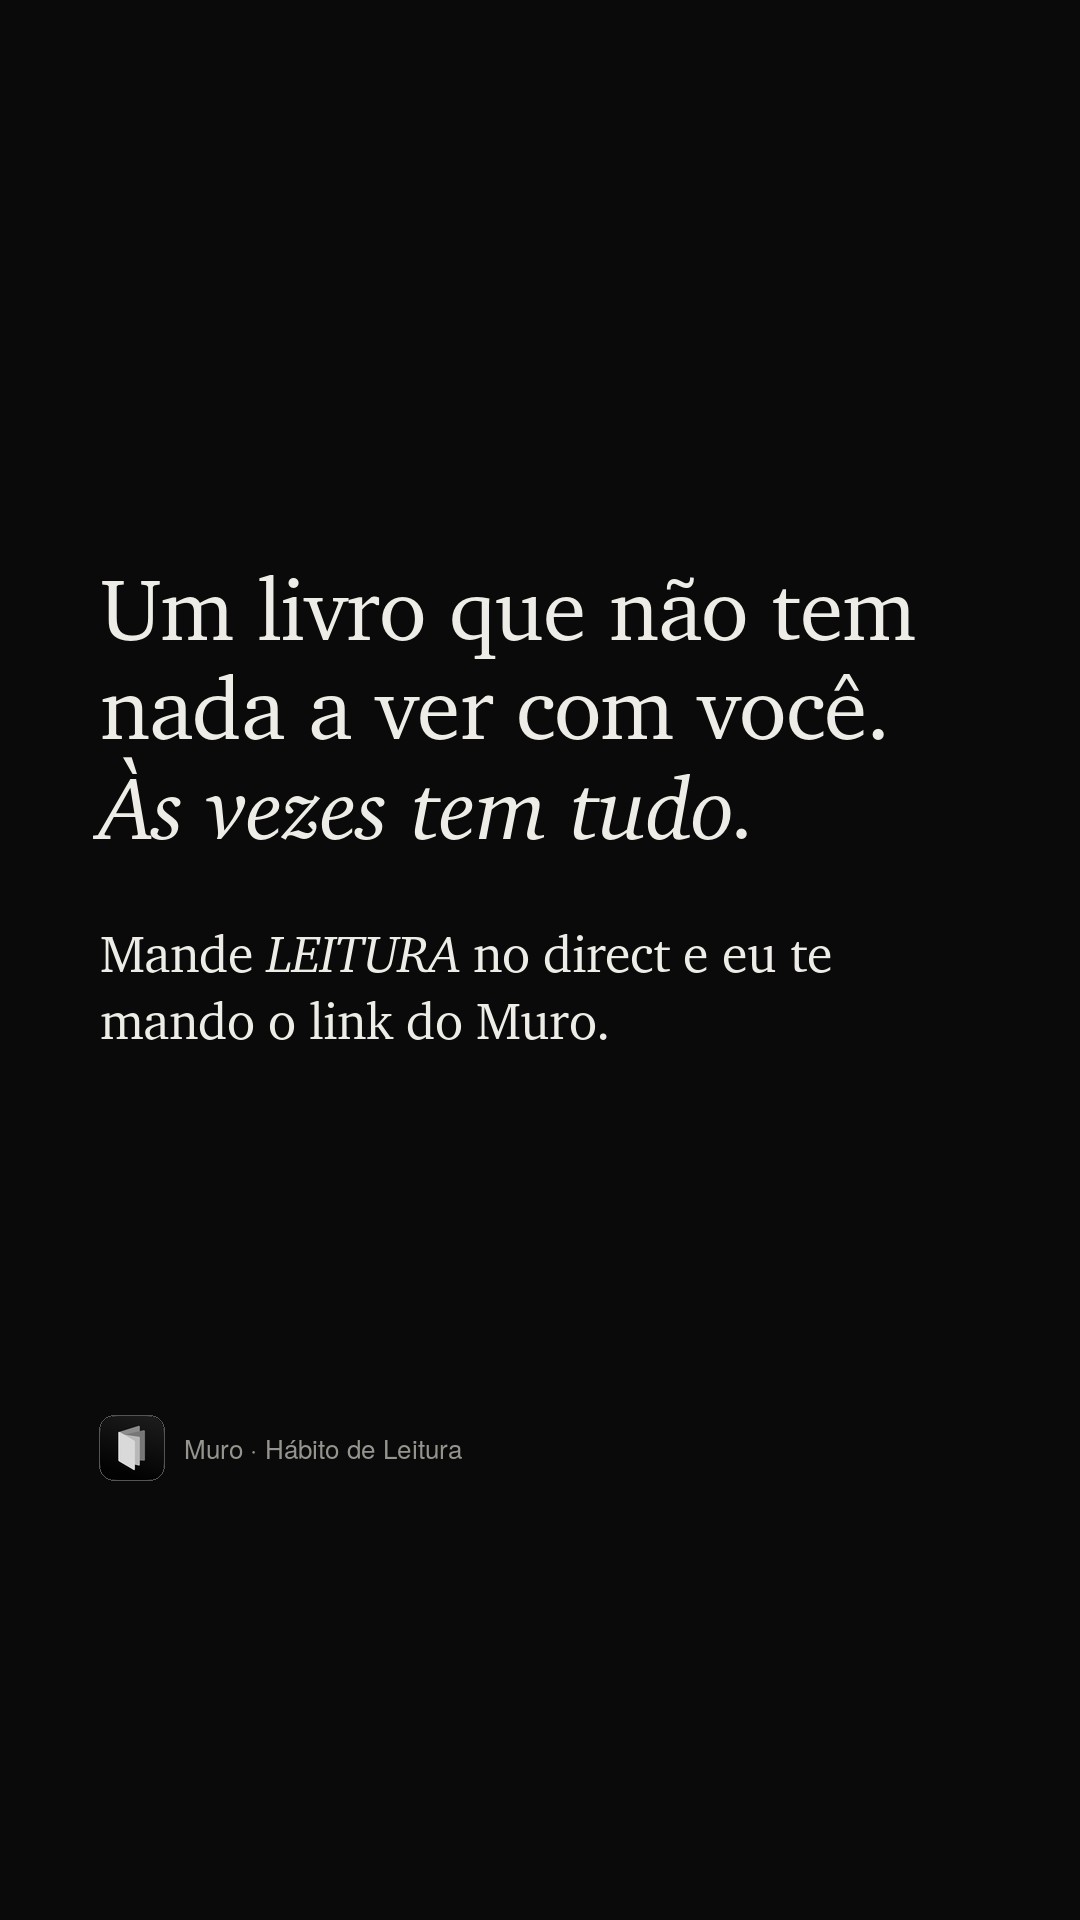 Um livro que não tem
nada a ver com você.
Às vezes tem tudo.
Mande LEITURA no direct e eu te
mando o link do Muro.
Muro · Hábito de Leitura